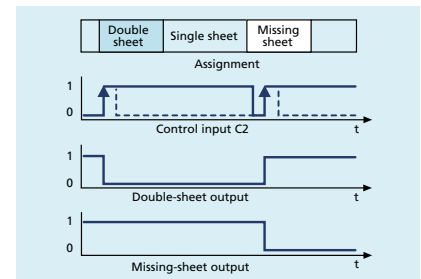 Double
sheet
Single sheet
Missing
sheet
Assignment
1
0
Control input C2
t
1
0
Double-sheet output
t
1
0
Missing-sheet output
t